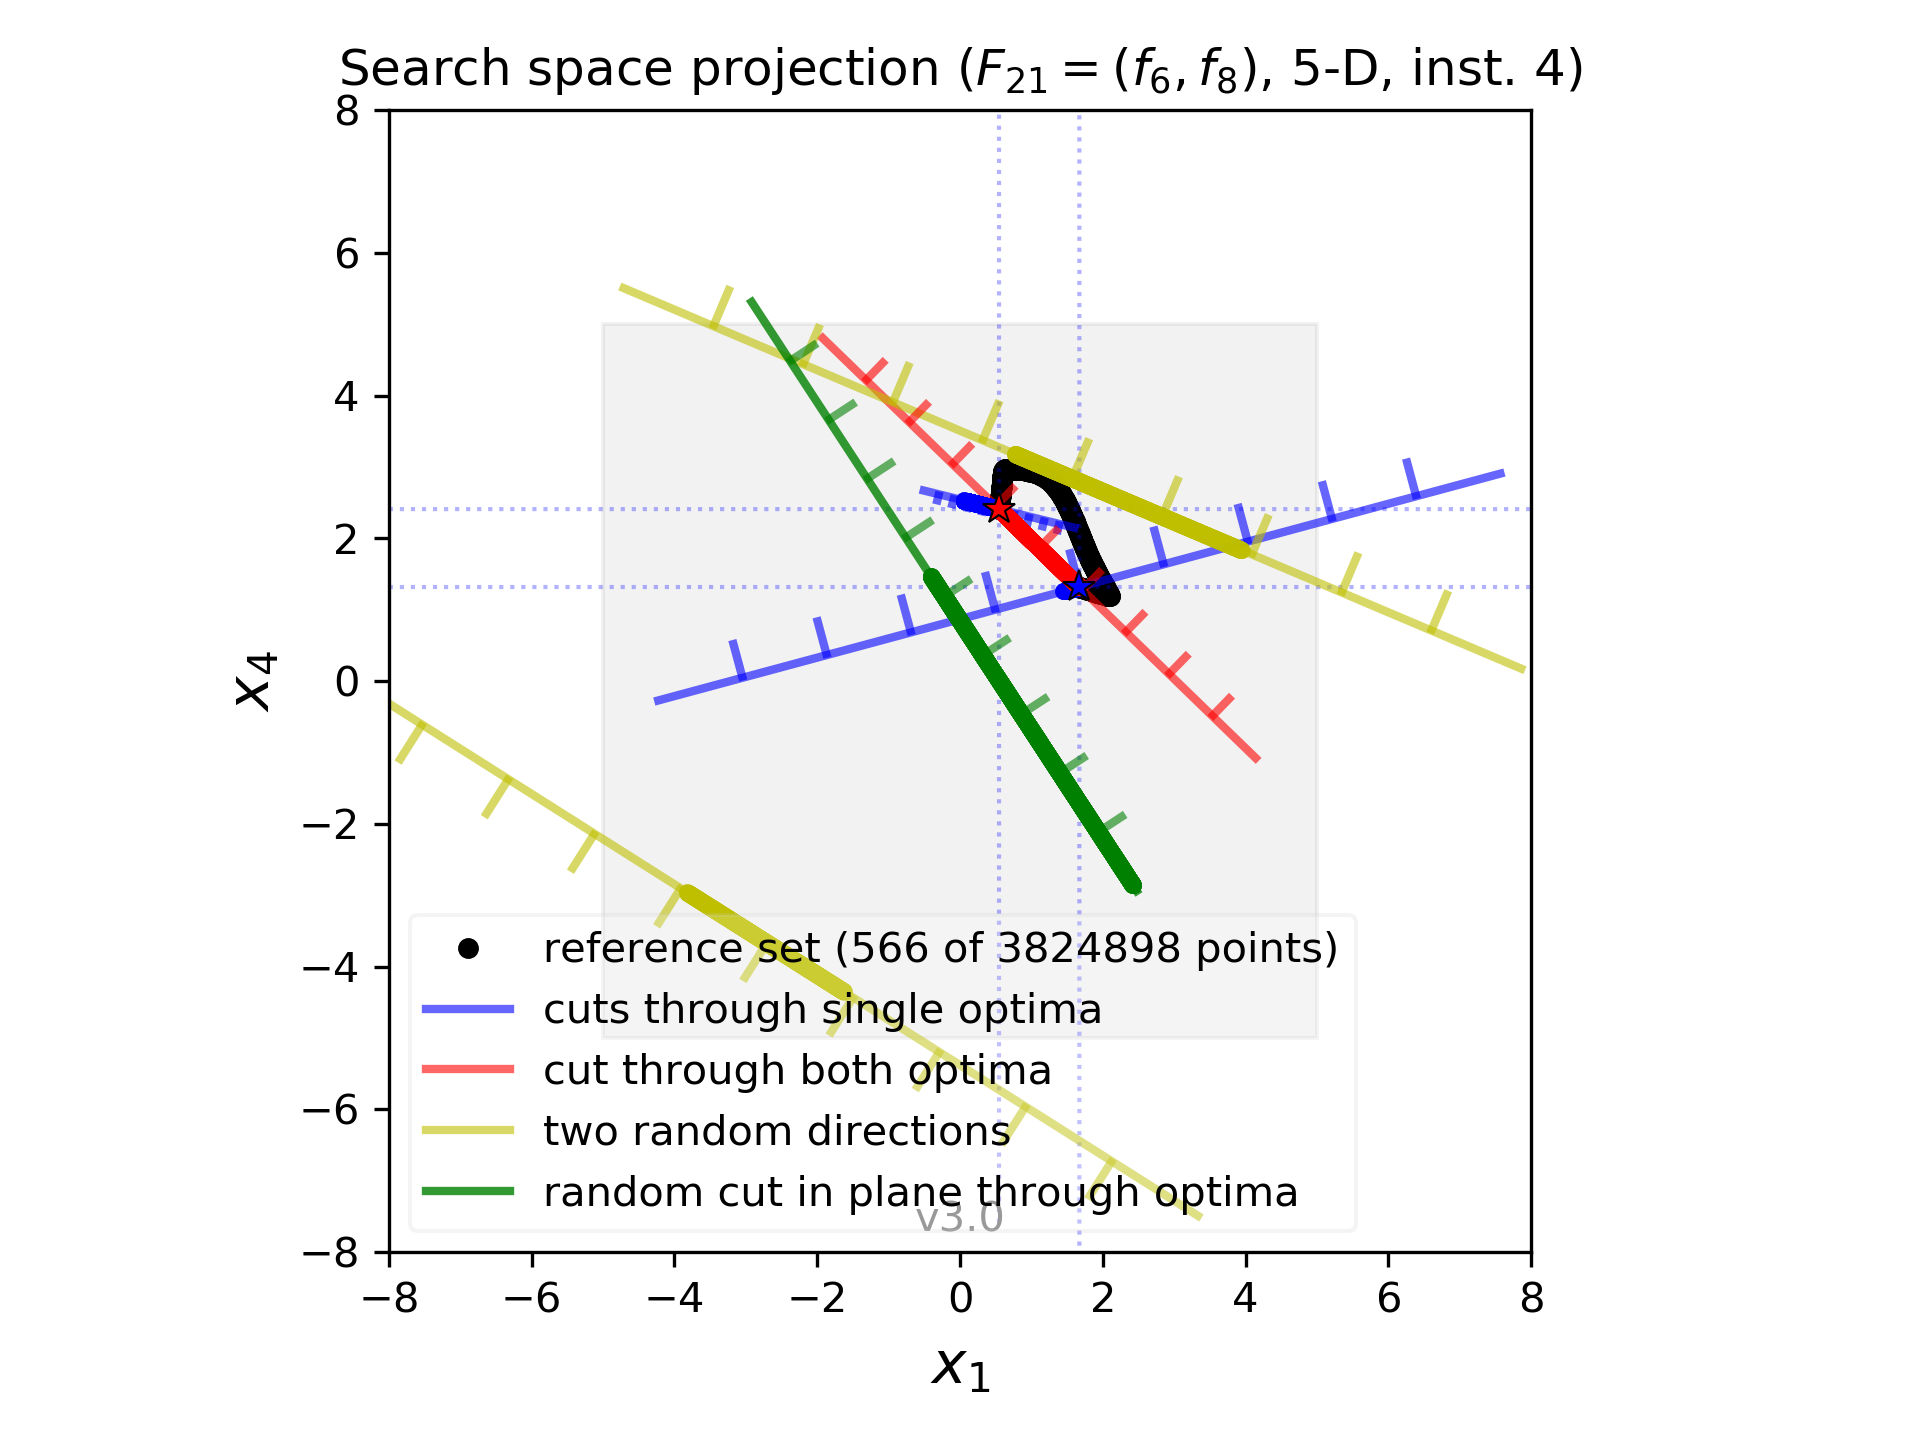 Search space projection (F21 = (f6, f8), 5-D, inst. 4)
8
6
4
2
0
−2
−4
−6
−8
x4
reference set (566 of 3824898 points)
cuts through single optima
cut through both optima
two random directions
random cut in plane through optima
v3.0
−8 −6 −4 −2 0 2 4 6 8
x1